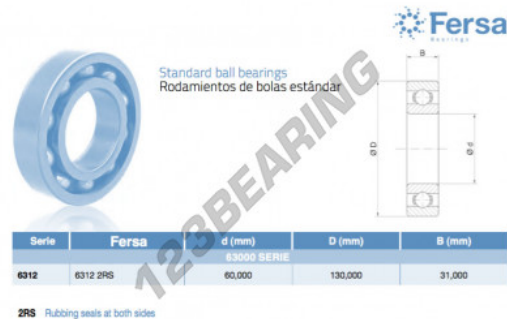 Fersa
Bearings
Standard ball bearings
Rodamientos de bolas estándar
B
Ø D
Ø d
123BEARING
Serie Fersa d (mm) D (mm) B (mm)
63000 SERIE
6312 6312 2RS 60,000 130,000 31,000
2RS Rubbing seals at both sides